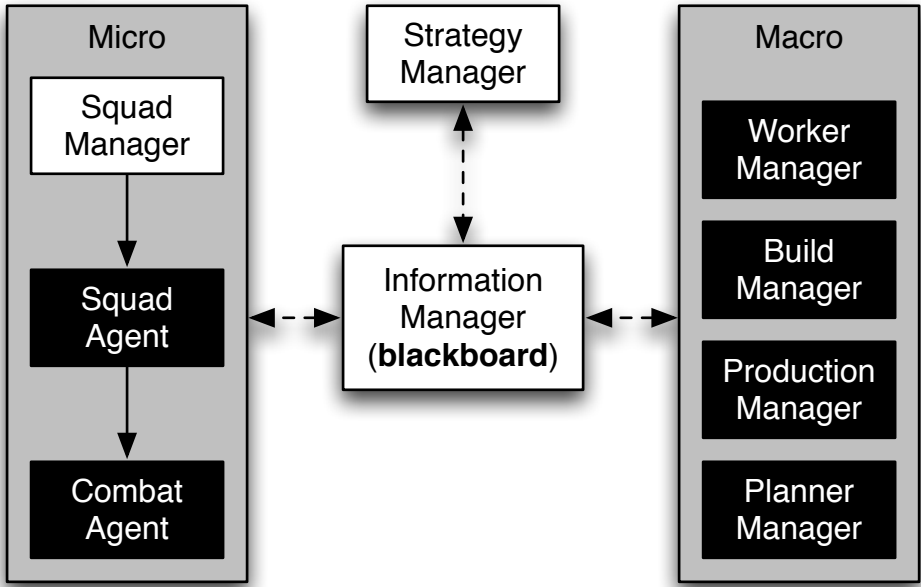 Micro
Squad
Manager
Squad
Agent
Combat
Agent
Strategy
Manager
Information
Manager
(blackboard)
Macro
Worker
Manager
Build
Manager
Production
Manager
Planner
Manager